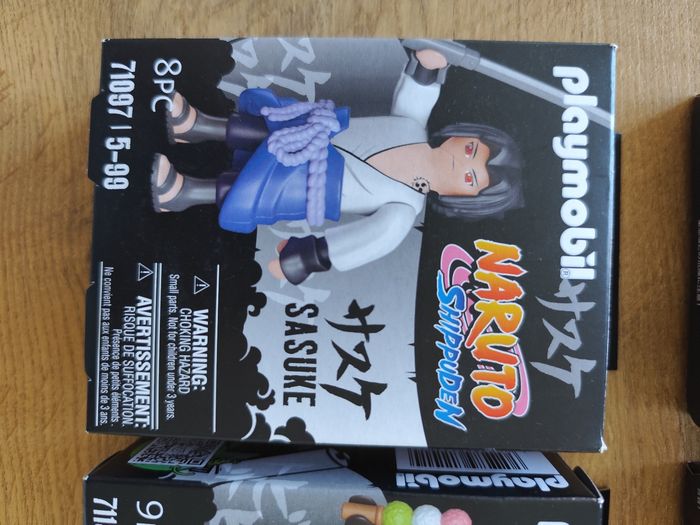 playmobil®
サスケ
NARUTO
SHIPPUDEN
サスケ
SASUKE
8PC
71097 | 5-99
WARNING:
CHOKING HAZARD
Small parts. Not for children under 3 years.
AVERTISSEMENT:
RISQUE DE SUFFOCATION.
Présence de petits éléments.
Ne convient pas aux enfants de moins de 3 ans.
playmobil